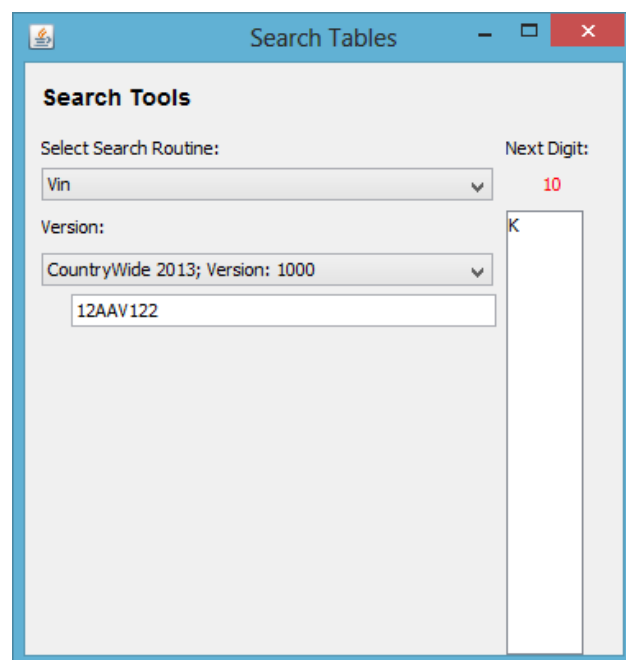 Search Tables
Search Tools
Select Search Routine:
Next Digit:
Vin
10
Version:
K
CountryWide 2013; Version: 1000
12AAV122